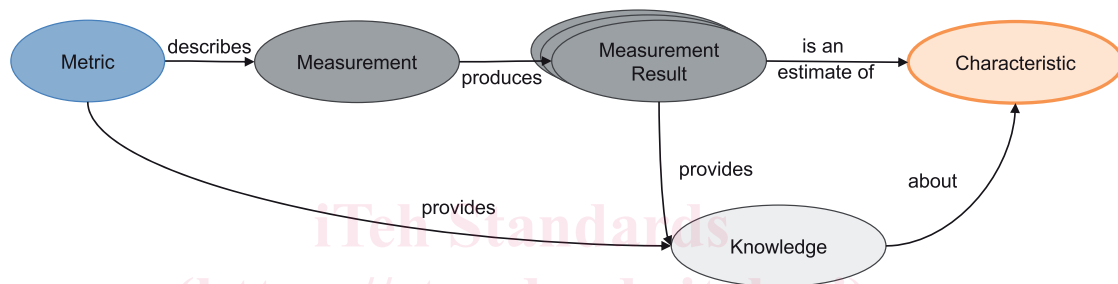 Metric
describes
Measurement
produces
Measurement
Result
is an
estimate of
Characteristic
provides
provides
about
Knowledge
iTeh Standards